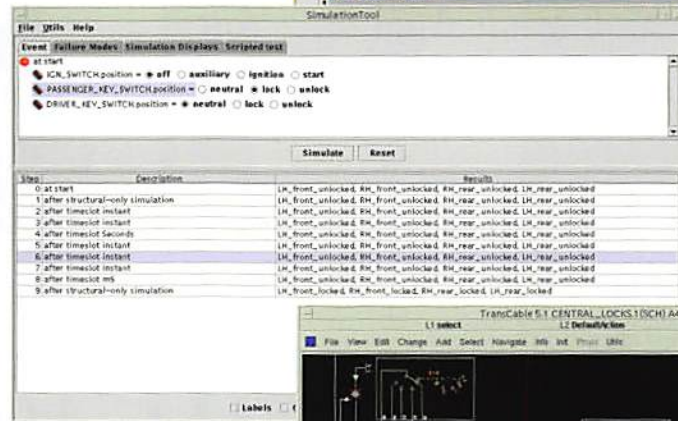 SimulationTool
File Utils Help
Event Failure Modes Simulation Displays Scripted test
at start
IGN_SWITCH.position = off auxiliary ignition start
PASSENGER_KEY_SWITCH.position = neutral lock unlock
DRIVER_KEY_SWITCH.position = neutral lock unlock
Simulate Reset
Step Description Results
0 at start LH_front_unlocked, RH_front_unlocked, RH_rear_unlocked, LH_rear_unlocked
1 after structural-only simulation LH_front_unlocked, RH_front_unlocked, RH_rear_unlocked, LH_rear_unlocked
2 after timeslot instant LH_front_unlocked, RH_front_unlocked, RH_rear_unlocked, LH_rear_unlocked
3 after timeslot instant LH_front_unlocked, RH_front_unlocked, RH_rear_unlocked, LH_rear_unlocked
4 after timeslot Seconds LH_front_unlocked, RH_front_unlocked, RH_rear_unlocked, LH_rear_unlocked
5 after timeslot instant LH_front_unlocked, RH_front_unlocked, RH_rear_unlocked, LH_rear_unlocked
6 after timeslot instant LH_front_unlocked, RH_front_unlocked, RH_rear_unlocked, LH_rear_unlocked
7 after timeslot instant LH_front_unlocked, RH_front_unlocked, RH_rear_unlocked, LH_rear_unlocked
8 after timeslot mS LH_front_unlocked, RH_front_unlocked, RH_rear_unlocked, LH_rear_unlocked
9 after structural-only simulation LH_front_locked, RH_front_locked, RH_rear_locked, LH_rear_locked
TransCable 5.1 CENTRAL_LOCKS.1(SCH) A4
L1 select L2 DefaultAction
File View Edit Change Add Select Navigate Info Init Props Utils
Labels